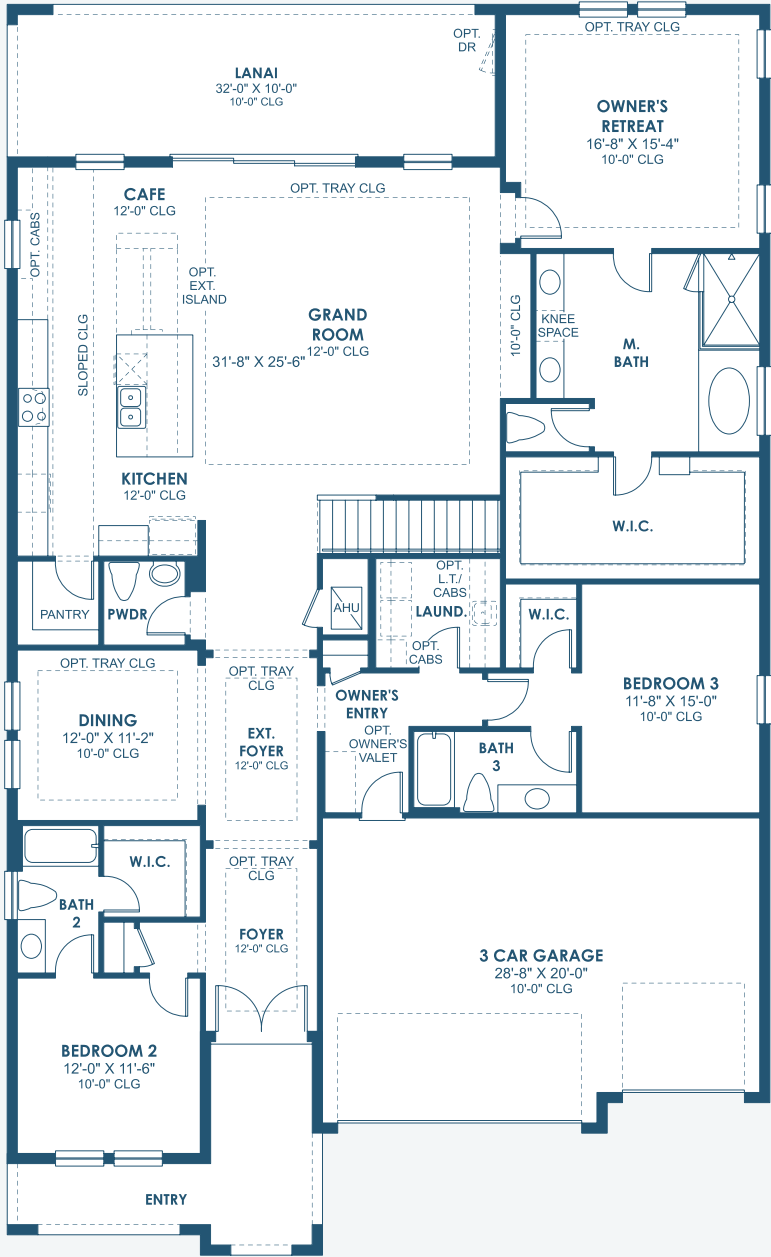 OPT. TRAY CLG
OPT.
DR
LANAI
32'-0" X 10'-0"
10'-0" CLG
OWNER'S
RETREAT
16'-8" X 15'-4"
10'-0" CLG
CAFE
12'-0" CLG
OPT. TRAY CLG
OPT. CABS
OPT.
EXT.
ISLAND
SLOPED CLG
GRAND
ROOM
12'-0" CLG
31'-8" X 25'-6"
10'-0" CLG
KNEE
SPACE
M.
BATH
KITCHEN
12'-0" CLG
W.I.C.
PANTRY
PWDR
AHU
OPT.
L.T./
CABS
LAUND.
OPT.
CABS
W.I.C.
OPT. TRAY CLG
DINING
12'-0" X 11'-2"
10'-0" CLG
OPT. TRAY
CLG
EXT.
FOYER
12'-0" CLG
OWNER'S
ENTRY
OPT.
OWNER'S
VALET
BATH
3
BEDROOM 3
11'-8" X 15'-0"
10'-0" CLG
W.I.C.
BATH
2
OPT. TRAY
CLG
FOYER
12'-0" CLG
3 CAR GARAGE
28'-8" X 20'-0"
10'-0" CLG
BEDROOM 2
12'-0" X 11'-6"
10'-0" CLG
ENTRY